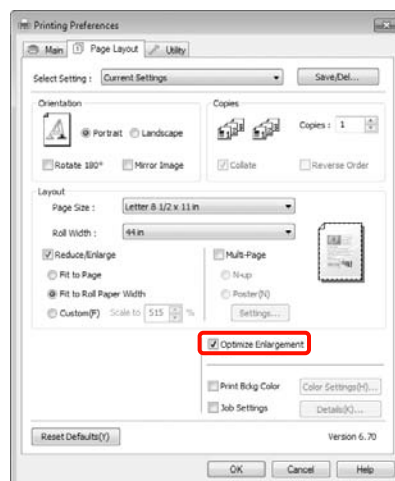 Printing Preferences
Main Page Layout Utility
Select Setting : Current Settings Save/Del...
Orientation Copies
Portrait Landscape Copies : 1
Rotate 180° Mirror Image Collate Reverse Order
Layout
Page Size : Letter 8 1/2 x 11 in
Roll Width : 44 in
Reduce/Enlarge Multi-Page
Fit to Page N-up
Fit to Roll Paper Width Poster(N)
Custom(F) Scale to 515 % Settings...
Optimize Enlargement
Print Bckg Color Color Settings(H)...
Job Settings Details(K)...
Reset Defaults(Y) Version 6.70
OK Cancel Help